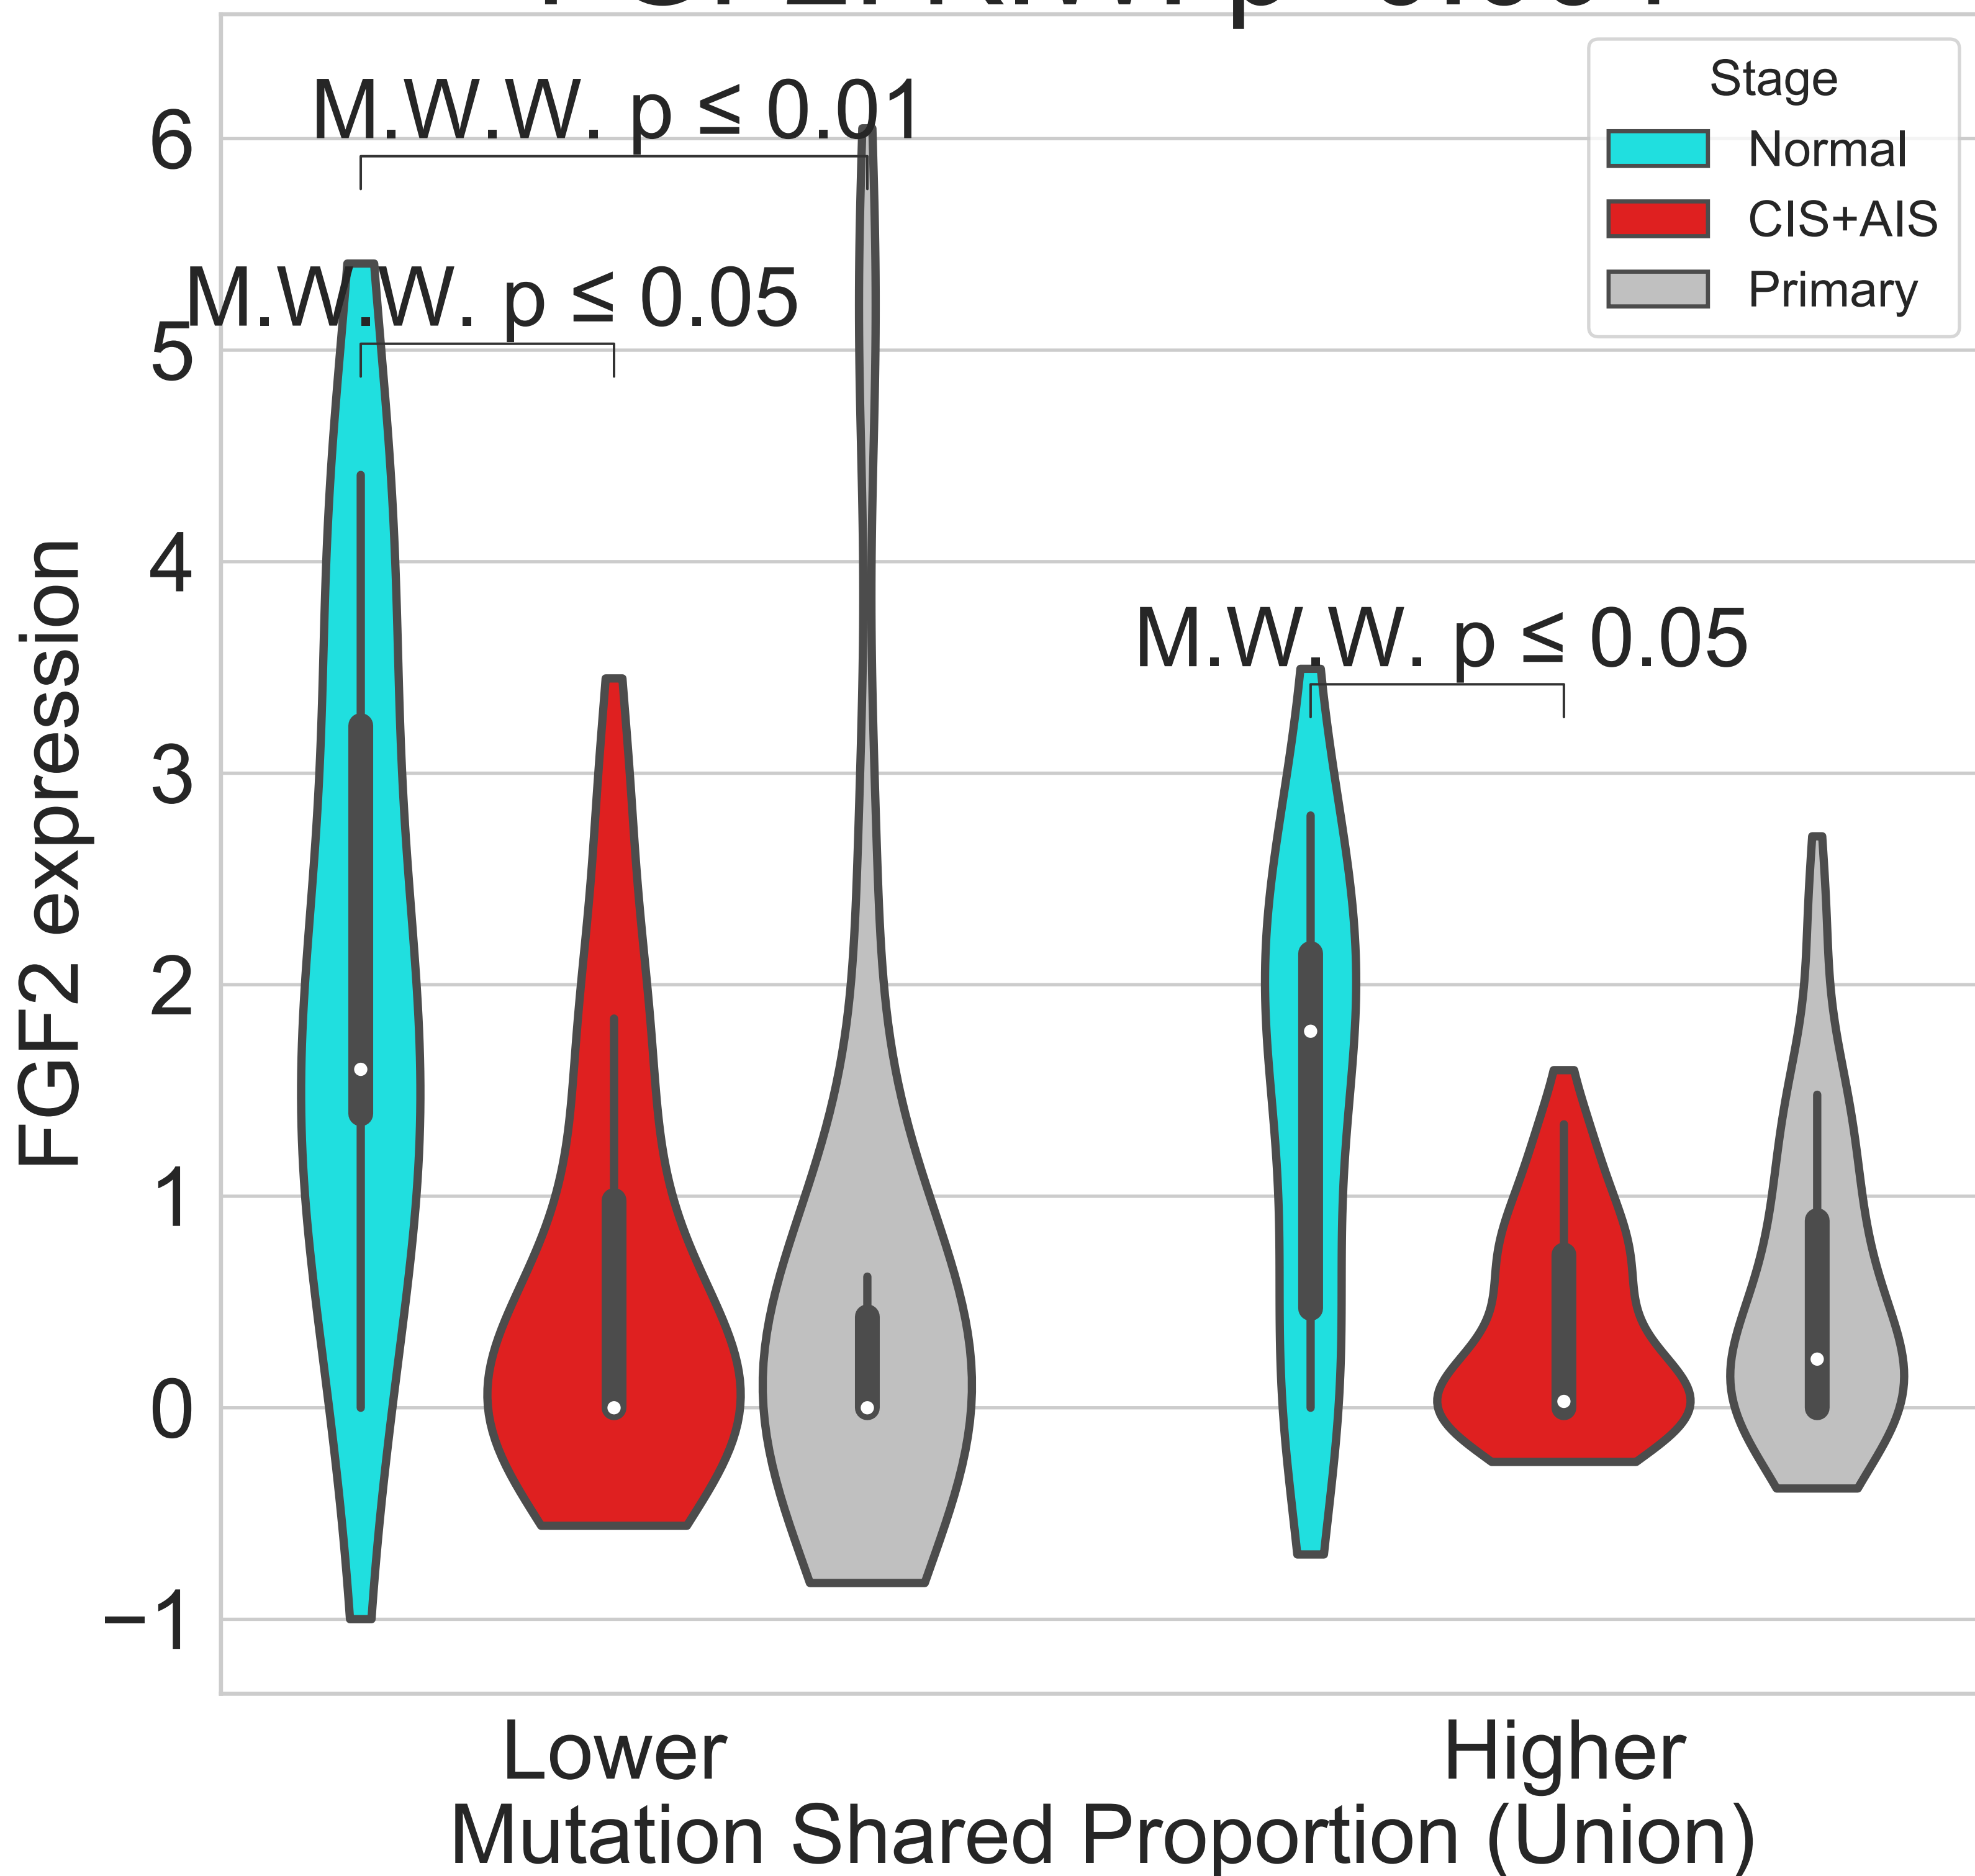 Stage
Normal
CIS+AIS
Primary
M.W.W. p ≤ 0.01
M.W.W. p ≤ 0.05
M.W.W. p ≤ 0.05
6
5
4
3
2
1
0
−1
FGF2 expression
Lower
Higher
Mutation Shared Proportion (Union)